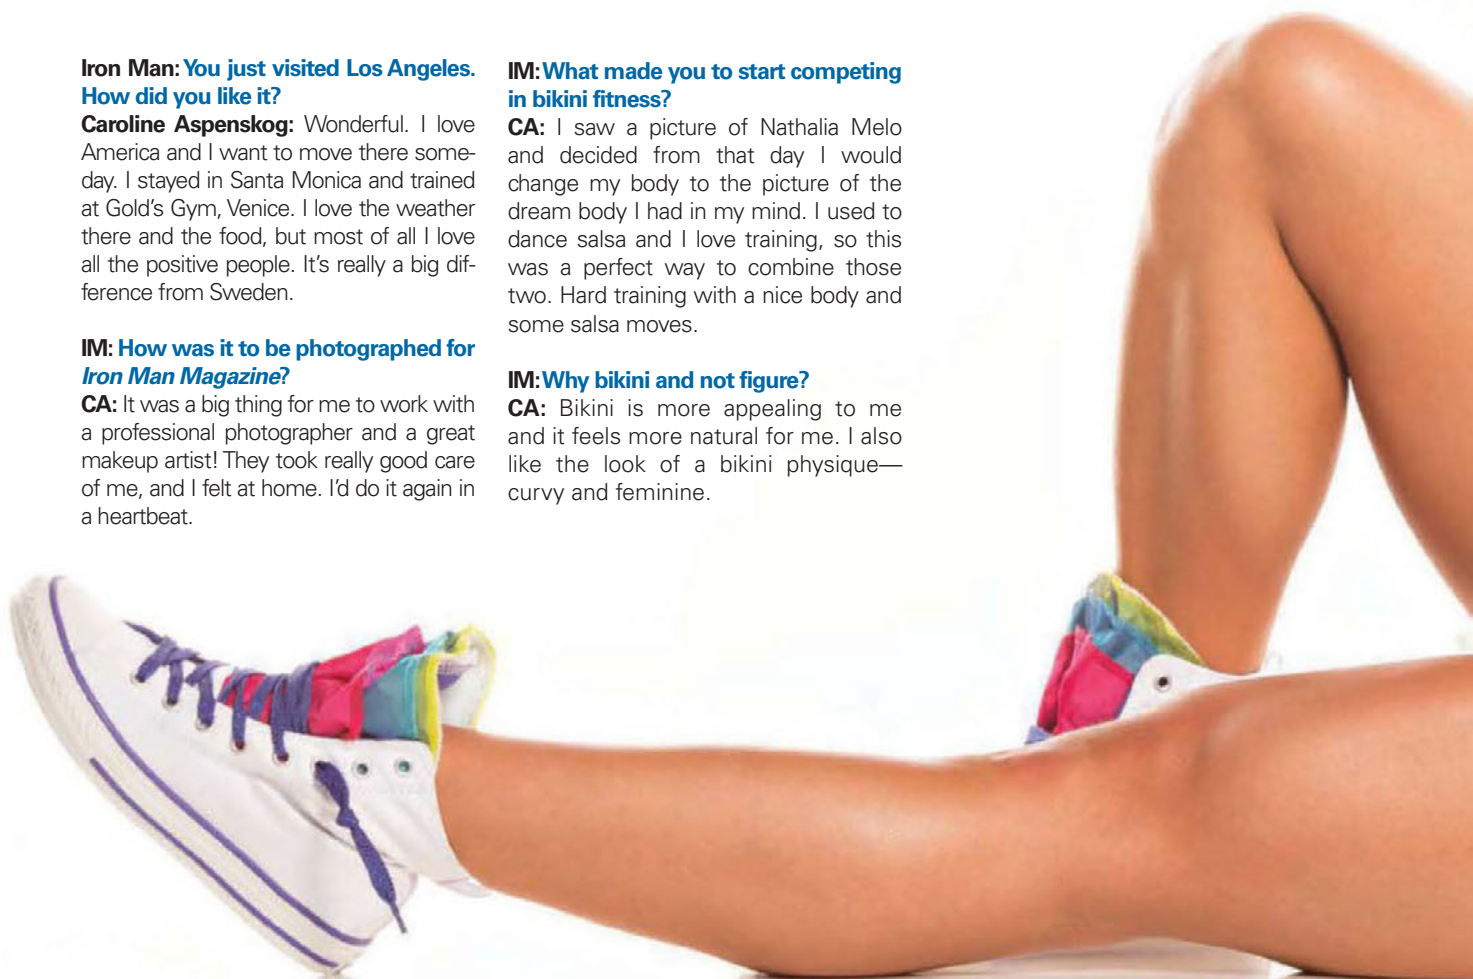 Iron Man: You just visited Los Angeles.
How did you like it?
Caroline Aspenskog: Wonderful. I love
America and I want to move there some-
day. I stayed in Santa Monica and trained
at Gold's Gym, Venice. I love the weather
there and the food, but most of all I love
all the positive people. It's really a big dif-
ference from Sweden.
IM: How was it to be photographed for
Iron Man Magazine?
CA: It was a big thing for me to work with
a professional photographer and a great
makeup artist! They took really good care
of me, and I felt at home. I'd do it again in
a heartbeat.
IM: What made you to start competing
in bikini fitness?
CA: I saw a picture of Nathalia Melo
and decided from that day I would
change my body to the picture of the
dream body I had in my mind. I used to
dance salsa and I love training, so this
was a perfect way to combine those
two. Hard training with a nice body and
some salsa moves.
IM: Why bikini and not figure?
CA: Bikini is more appealing to me
and it feels more natural for me. I also
like the look of a bikini physique—
curvy and feminine.